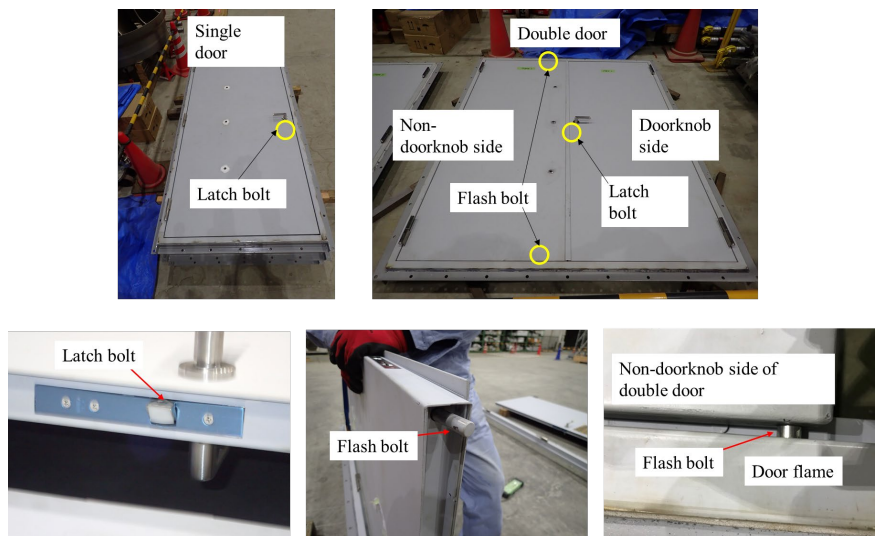 Single
door
Latch bolt
Double door
Non-
doorknob side
Doorknob
side
Flash bolt
Latch
bolt
Latch bolt
Flash bolt
Non-doorknob side of
double door
Flash bolt
Door flame